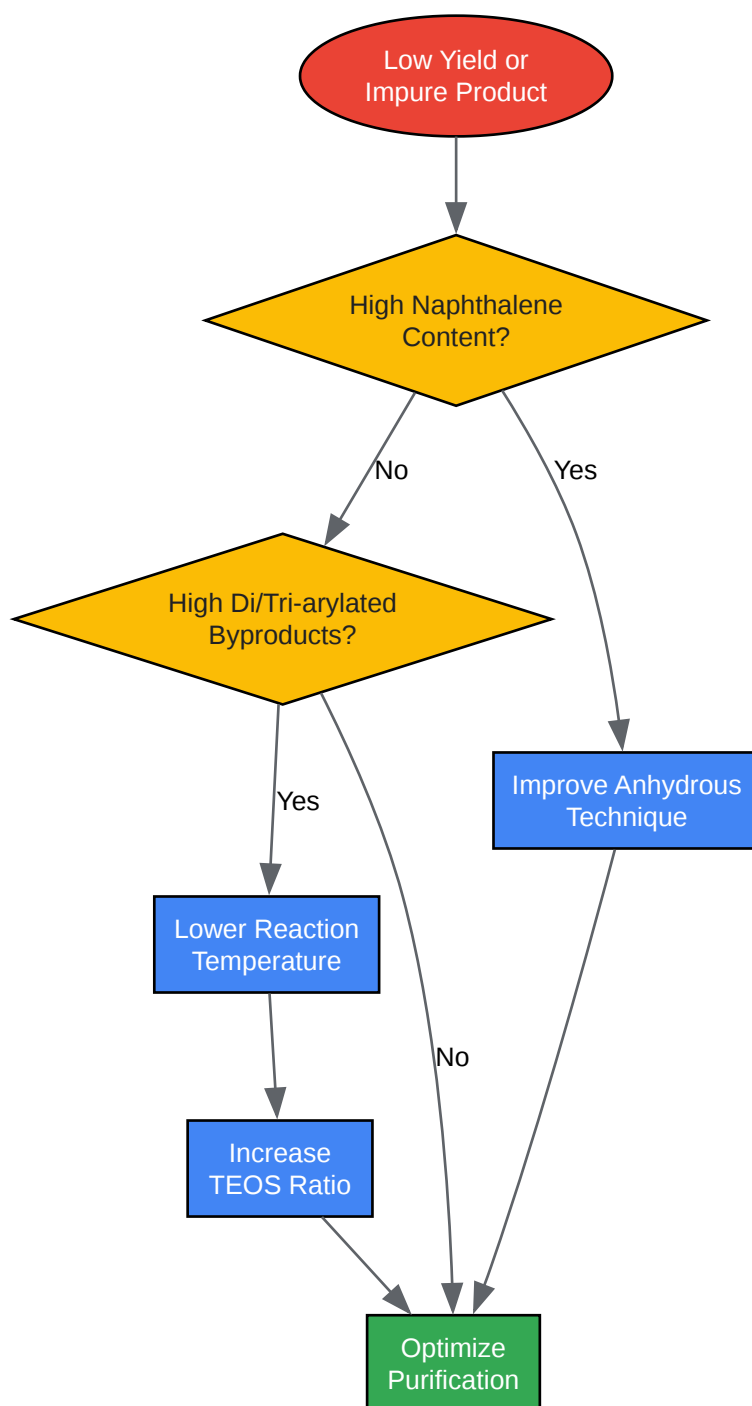 Low Yield or
Impure Product
High Naphthalene
Content?
No
Yes
High Di/Tri-arylated
Byproducts?
Improve Anhydrous
Technique
Yes
Lower Reaction
Temperature
No
Increase
TEOS Ratio
Optimize
Purification